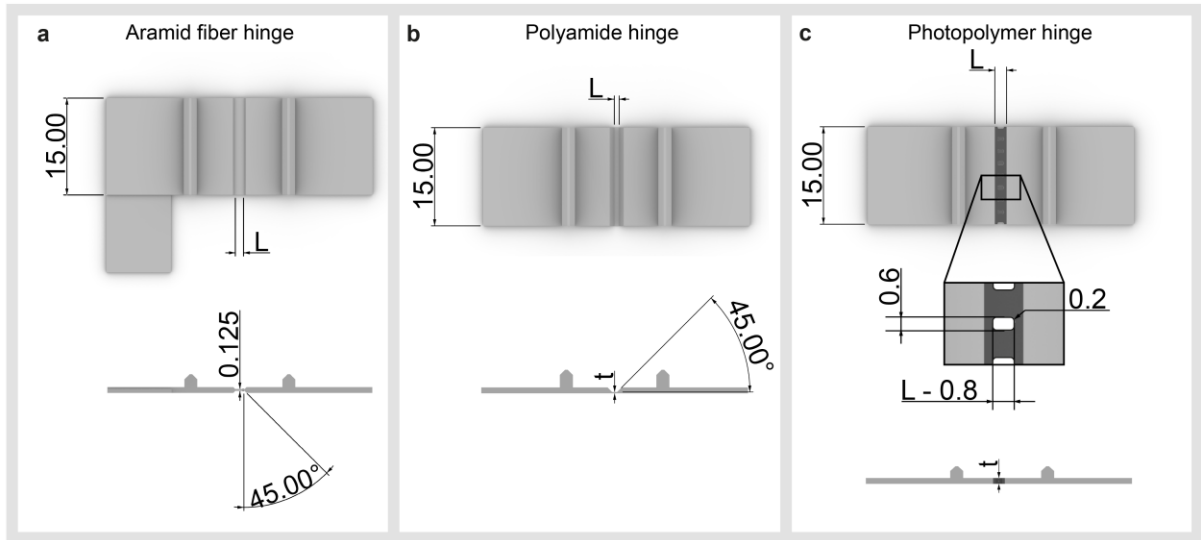 a Aramid fiber hinge
15.00
L
0.125
45.00°
b Polyamide hinge
L
15.00
45.00°
t
c Photopolymer hinge
L
15.00
0.6
0.2
L - 0.8
t